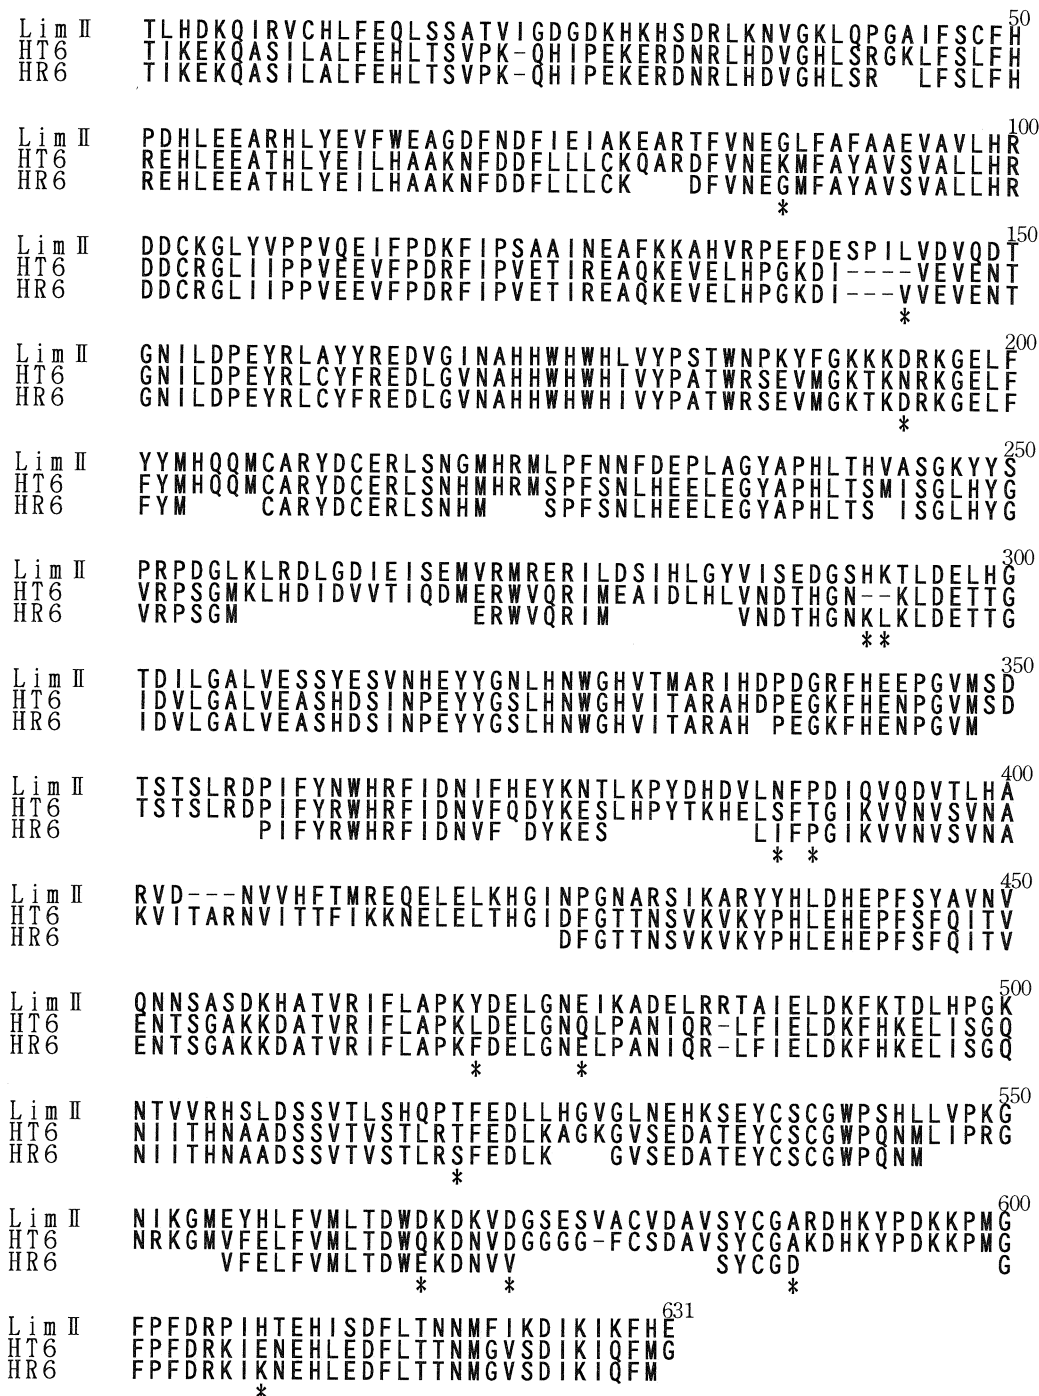 50
Lim Ⅱ TLHDKQIRVCHLFEQLSSATVIGDGDKHKHSDRLKNVGKLQPGAIFSCFH
HT6 TIKEKQASILALFEHLTSVPK-QHIPEKERDNRLHDVGHLSRGKLFSLFH
HR6 TIKEKQASILALFEHLTSVPK-QHIPEKERDNRLHDVGHLSR LFSLFH
100
Lim Ⅱ PDHLEEARHLYEVFWEAGDFNDFIEIAKEARTFVNEGLFAFAAEVAVLHR
HT6 REHLEEATHLYEILHAAKNFDDFLLLCKQARDFVNEKMFAYAVSVALLHR
HR6 REHLEEATHLYEILHAAKNFDDFLLLCK DFVNEGMFAYAVSVALLHR
*
150
Lim Ⅱ DDCKGLYVPPVQEIFPDKFIPSAAINEAFKKAHVRPEFDESPILVDVQDT
HT6 DDCRGLIIPPVEEVFPDRFIPVETIREAQKEVELHPGKDI----VEVENT
HR6 DDCRGLIIPPVEEVFPDRFIPVETIREAQKEVELHPGKDI---VVEVENT
*
200
Lim Ⅱ GNILDPEYRLAYYREDVGINAHHWHWHLVYPSTWNPKYFGKKKDRKGELF
HT6 GNILDPEYRLCYFREDLGVNAHHWHWHIVYPATWRSEVMGKTKNRKGELF
HR6 GNILDPEYRLCYFREDLGVNAHHWHWHIVYPATWRSEVMGKTKDRKGELF
*
250
Lim Ⅱ YYMHQQMCARYDCERLSNGMHRMLPFNNFDEPLAGYAPHLTHVASGKYYS
HT6 FYMHQQMCARYDCERLSNHMHRMSPFSNLHEELEGYAPHLTSMISGLHYG
HR6 FYM CARYDCERLSNHM SPFSNLHEELEGYAPHLTS ISGLHYG
300
Lim Ⅱ PRPDGLKLRDLGDIEISEMVRMRERILDSIHLGYVISEDGSHKTLDELHG
HT6 VRPSGMKLHDIDVVTIQDMERWVQRIMEAIDLHLVNDTHGN--KLDETTG
HR6 VRPSGM ERWVQRIM VNDTHGNKLKLDETTG
**
350
Lim Ⅱ TDILGALVESSYESVNHEYYGNLHNWGHVTMARIHDPDGRFHEEPGVMSD
HT6 IDVLGALVEASHDSINPEYYGSLHNWGHVITARAHDPEGKFHENPGVMSD
HR6 IDVLGALVEASHDSINPEYYGSLHNWGHVITARAH PEGKFHENPGVM
400
Lim Ⅱ TSTSLRDPIFYNWHRFIDNIFHEYKNTLKPYDHDVLNFPDIQVQDVTLHA
HT6 TSTSLRDPIFYRWHRFIDNVFQDYKESLHPYTKHELSFTGIKVVNVSVNA
HR6 PIFYRWHRFIDNVF DYKES LIFPGIKVVNVSVNA
* *
450
Lim Ⅱ RVD---NVVHFTMREQELELKHGINPGNARSIKARYYHLDHEPFSYAVNV
HT6 KVITARNVITTFIKKNELELTHGIDFGTTNSVKVKYPHLEHEPFSFQITV
HR6 DFGTTNSVKVKYPHLEHEPFSFQITV
500
Lim Ⅱ QNNSASDKHATVRIFLAPKYDELGNEIKADELRRTAIELDKFKTDLHPGK
HT6 ENTSGAKKDATVRIFLAPKLDELGNQLPANIQR-LFIELDKFHKELISGQ
HR6 ENTSGAKKDATVRIFLAPKFDELGNELPANIQR-LFIELDKFHKELISGQ
* *
550
Lim Ⅱ NTVVRHSLDSSVTLSHQPTFEDLLHGVGLNEHKSEYCSCGWPSHLLVPKG
HT6 NIITHNAADSSVTVSTLRTFEDLKAGKGVSEDATEYCSCGWPQNMLIPRG
HR6 NIITHNAADSSVTVSTLRSFEDLK GVSEDATEYCSCGWPQNM
*
600
Lim Ⅱ NIKGMEYHLFVMLTDWDKDKVDGSESVACVDAVSYCGARDHKYPDKKPMG
HT6 NRKGMVFELFVMLTDWQKDNVDGGGG-FCSDAVSYCGAKDHKYPDKKPMG
HR6 VFELFVMLTDWEKDNVV SYCGD G
* * *
631
Lim Ⅱ FPFDRPIHTEHISDFLTNNMFIKDIKIKFHE
HT6 FPFDRKIENEHLEDFLTTNMGVSDIKIQFMG
HR6 FPFDRKIKNEHLEDFLTTNMGVSDIKIQFM
*